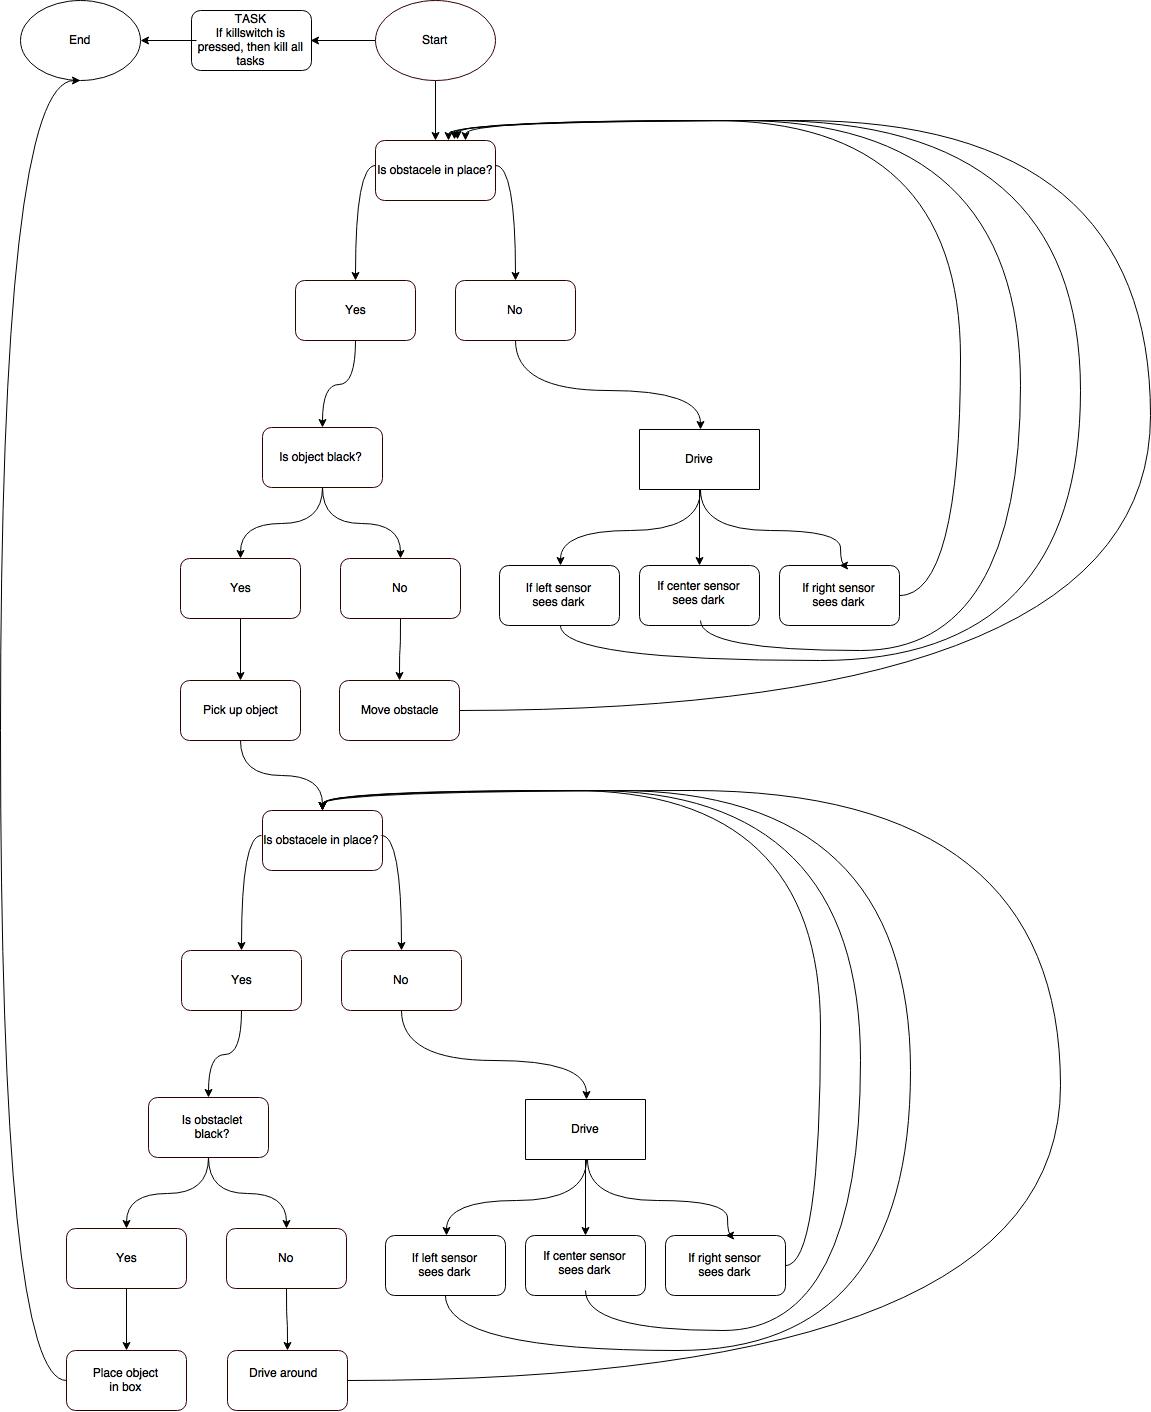 End
TASK
If killswitch is
pressed, then kill all
tasks
Start
Is obstacele in place?
Yes
No
Is object black?
Drive
Yes
No
If left sensor
sees dark
If center sensor
sees dark
If right sensor
sees dark
Pick up object
Move obstacle
Is obstacele in place?
Yes
No
Is obstaclet
black?
Drive
Yes
No
If left sensor
sees dark
If center sensor
sees dark
If right sensor
sees dark
Place object
in box
Drive around